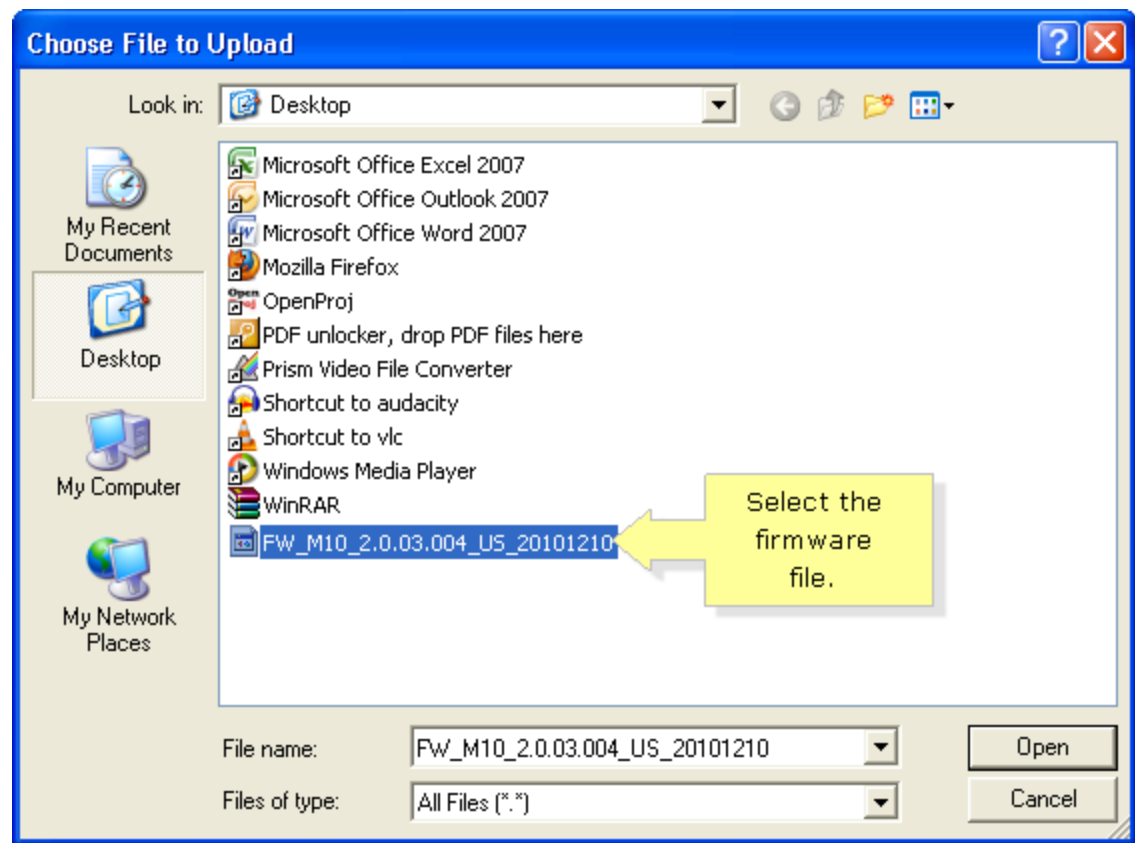 Choose File to Upload
Look in: Desktop
My Recent
Documents
Desktop
My Computer
My Network
Places
Microsoft Office Excel 2007
Microsoft Office Outlook 2007
Microsoft Office Word 2007
Mozilla Firefox
OpenProj
PDF unlocker, drop PDF files here
Prism Video File Converter
Shortcut to audacity
Shortcut to vlc
Windows Media Player
WinRAR
FW_M10_2.0.03.004_US_20101210
Select the
firmware
file.
File name: FW_M10_2.0.03.004_US_20101210 Open
Files of type: All Files (*.*) Cancel